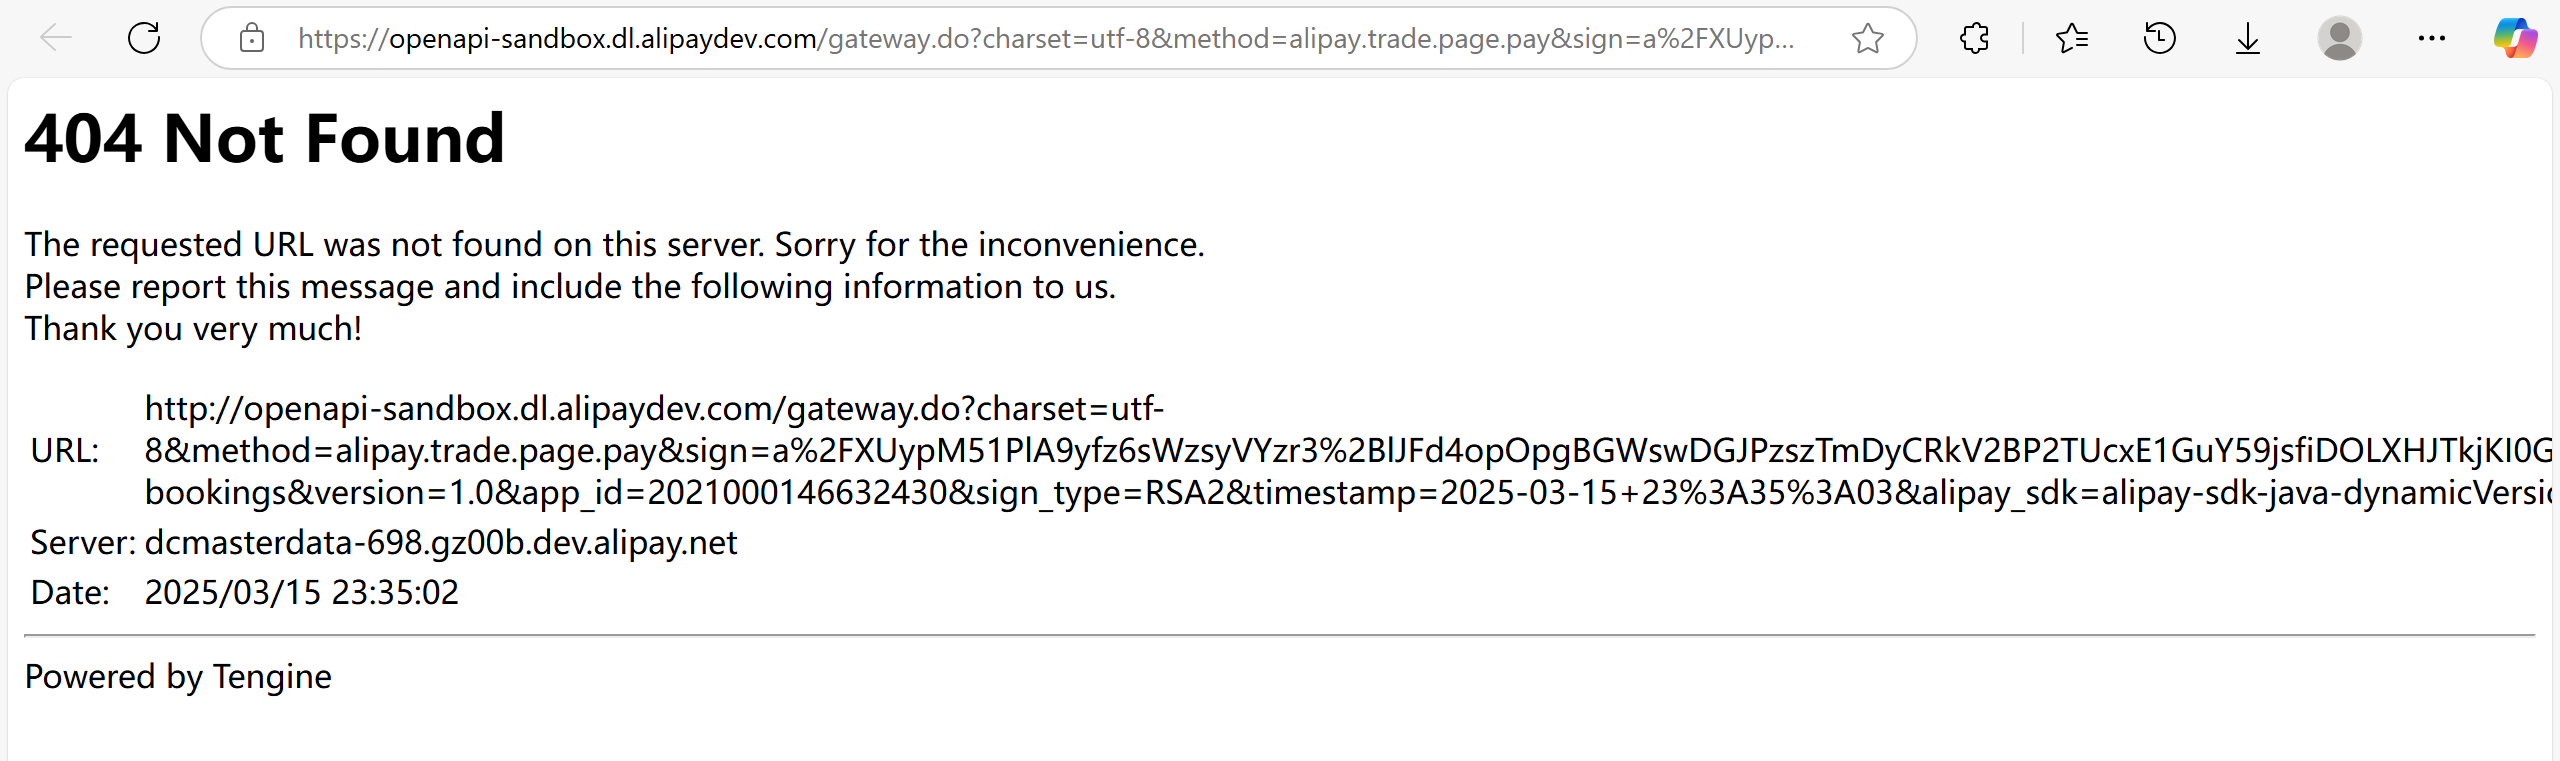 https://openapi-sandbox.dl.alipaydev.com/gateway.do?charset=utf-8&method=alipay.trade.page.pay&sign=a%2FXUyp...
404 Not Found
The requested URL was not found on this server. Sorry for the inconvenience.
Please report this message and include the following information to us.
Thank you very much!
http://openapi-sandbox.dl.alipaydev.com/gateway.do?charset=utf-
URL: 8&method=alipay.trade.page.pay&sign=a%2FXUypM51PlA9yfz6sWzsyVYzr3%2BlJFd4opOpgBGWswDGJPzszTmDyCRkV2BP2TUcxE1GuY59jsfiDOLXHJTkjKI0G
bookings&version=1.0&app_id=2021000146632430&sign_type=RSA2&timestamp=2025-03-15+23%3A35%3A03&alipay_sdk=alipay-sdk-java-dynamicVersi
Server: dcmasterdata-698.gz00b.dev.alipay.net
Date: 2025/03/15 23:35:02
Powered by Tengine